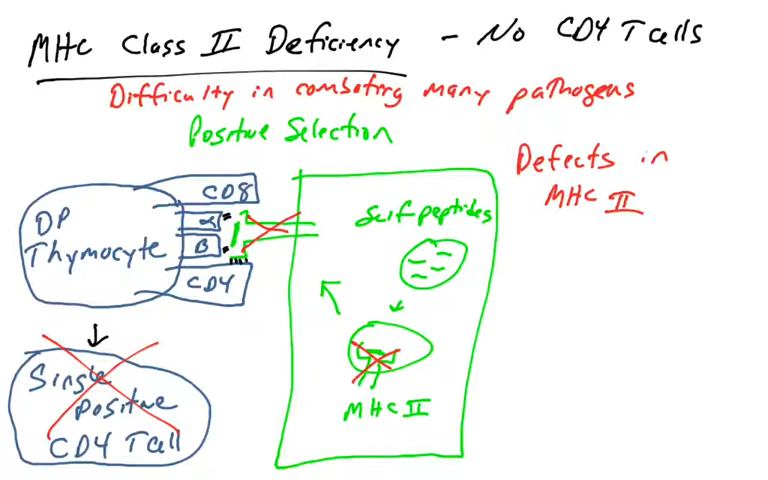 MHC Class II Deficiency - No CD4 T cells
Difficulty in combating many pathogens
Positive Selection
Defects in
MHC II
DP
Thymocyte
CD8
α
B
CD4
Self peptides
MHC II
Single
Positive
CD4 T cell